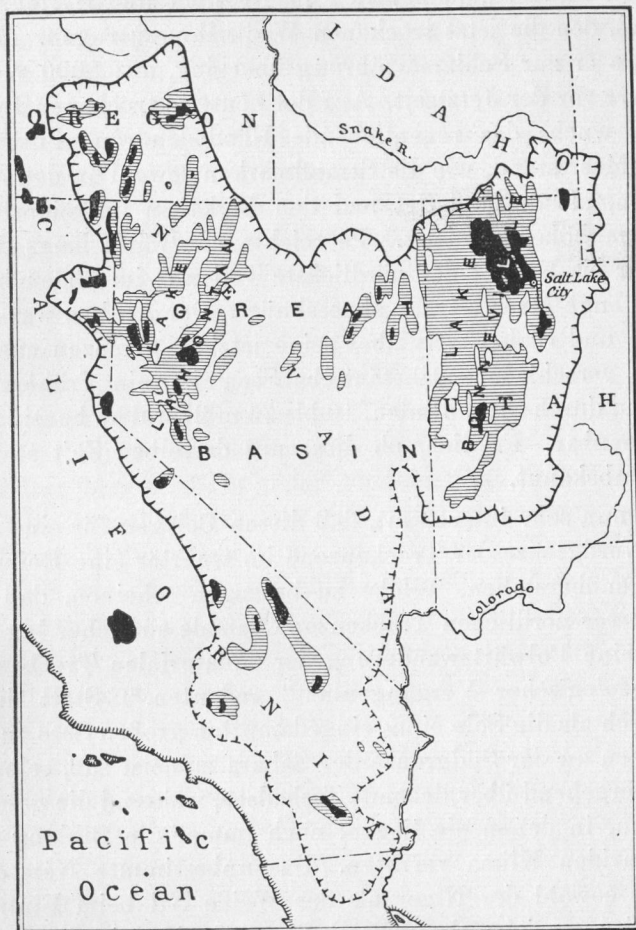 IDAHO
OREGON
Snake R.
CALIFORNIA
NEVADA
LAKE
LAHONTAN
GREAT
BASIN
LAKE
BONNEVILLE
Salt Lake
City
UTAH
Colorado
Pacific
Ocean